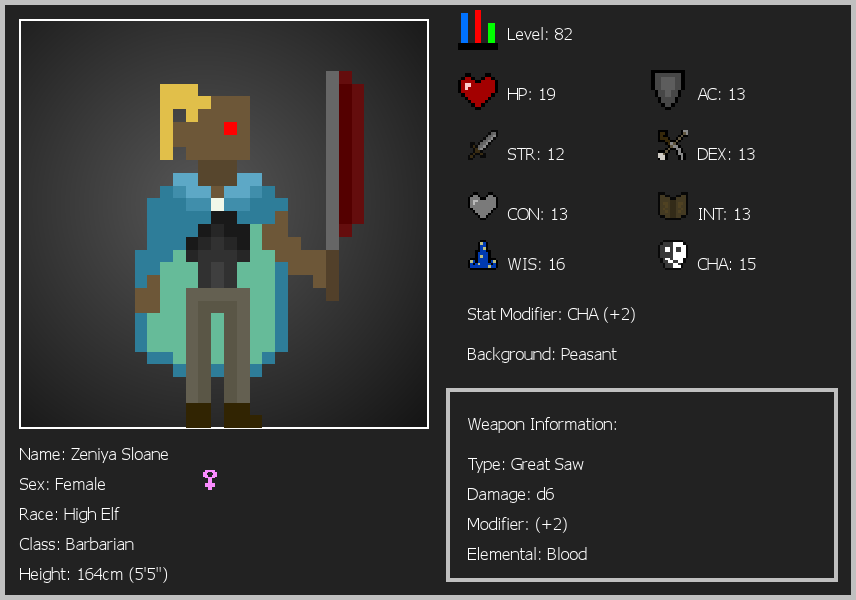 Level: 82
HP: 19
AC: 13
STR: 12
DEX: 13
CON: 13
INT: 13
WIS: 16
CHA: 15
Stat Modifier: CHA (+2)
Background: Peasant
Weapon Information:
Type: Great Saw
Damage: d6
Modifier: (+2)
Elemental: Blood
Name: Zeniya Sloane
Sex: Female
Race: High Elf
Class: Barbarian
Height: 164cm (5'5")